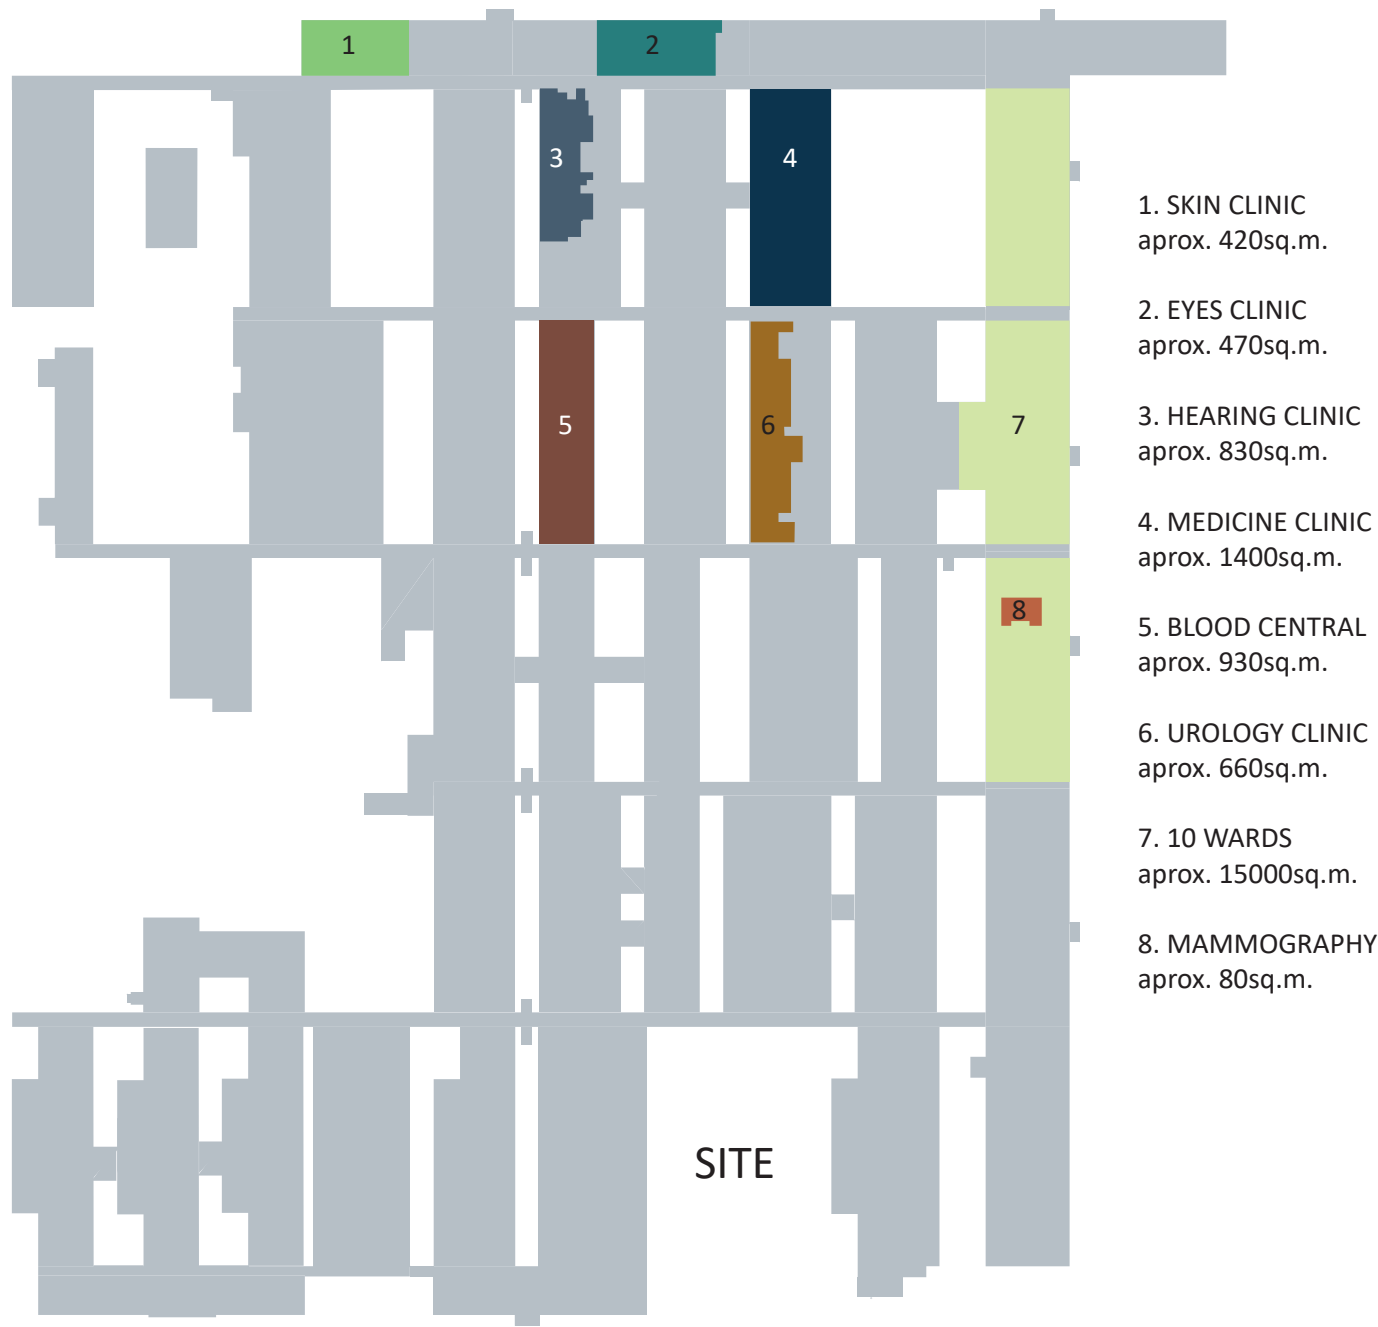 1
2
3
4
5
6
7
8
SITE
1. SKIN CLINIC
aprox. 420sq.m.
2. EYES CLINIC
aprox. 470sq.m.
3. HEARING CLINIC
aprox. 830sq.m.
4. MEDICINE CLINIC
aprox. 1400sq.m.
5. BLOOD CENTRAL
aprox. 930sq.m.
6. UROLOGY CLINIC
aprox. 660sq.m.
7. 10 WARDS
aprox. 15000sq.m.
8. MAMMOGRAPHY
aprox. 80sq.m.